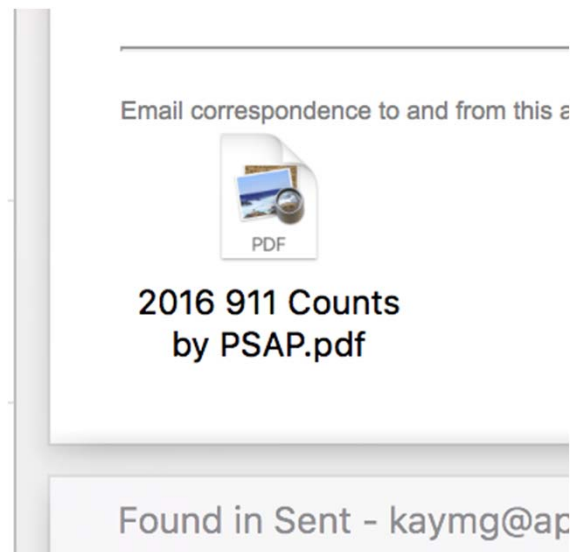 Email correspondence to and from this a
PDF
2016 911 Counts
by PSAP.pdf
Found in Sent - kaymg@ap